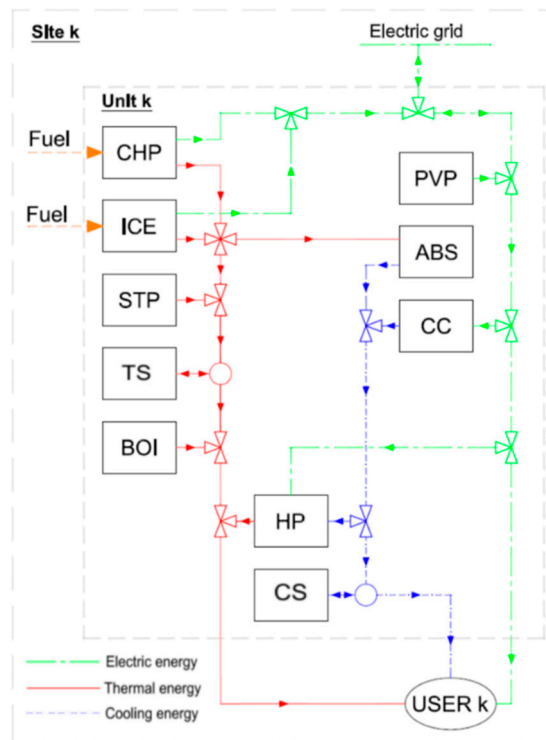 Site k
Electric grid
Unit k
Fuel
CHP
PVP
Fuel
ICE
ABS
STP
CC
TS
BOI
HP
CS
Electric energy
Thermal energy
Cooling energy
USER k